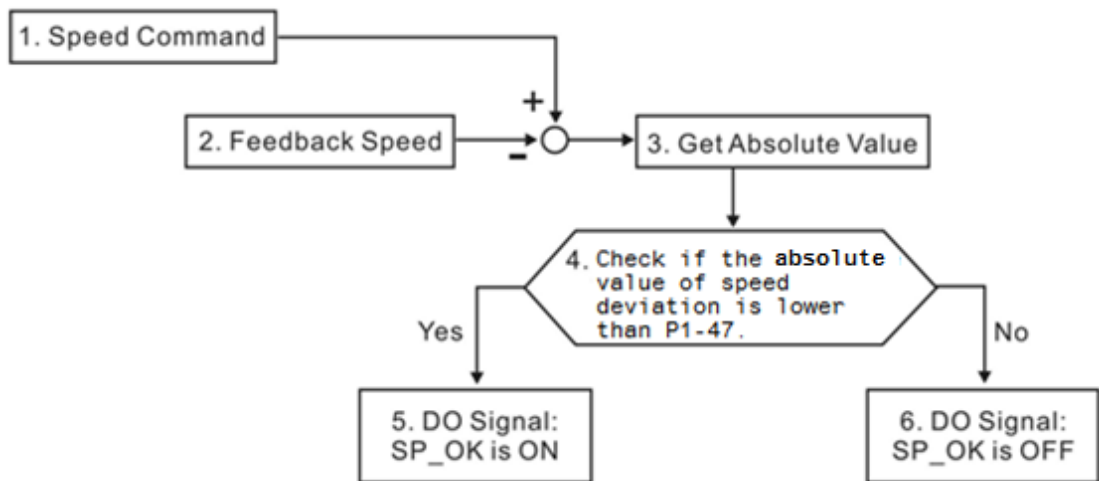 1. Speed Command
+
2. Feedback Speed
-
3. Get Absolute Value
4. Check if the absolute
value of speed
deviation is lower
than P1-47.
Yes
No
5. DO Signal:
SP_OK is ON
6. DO Signal:
SP_OK is OFF